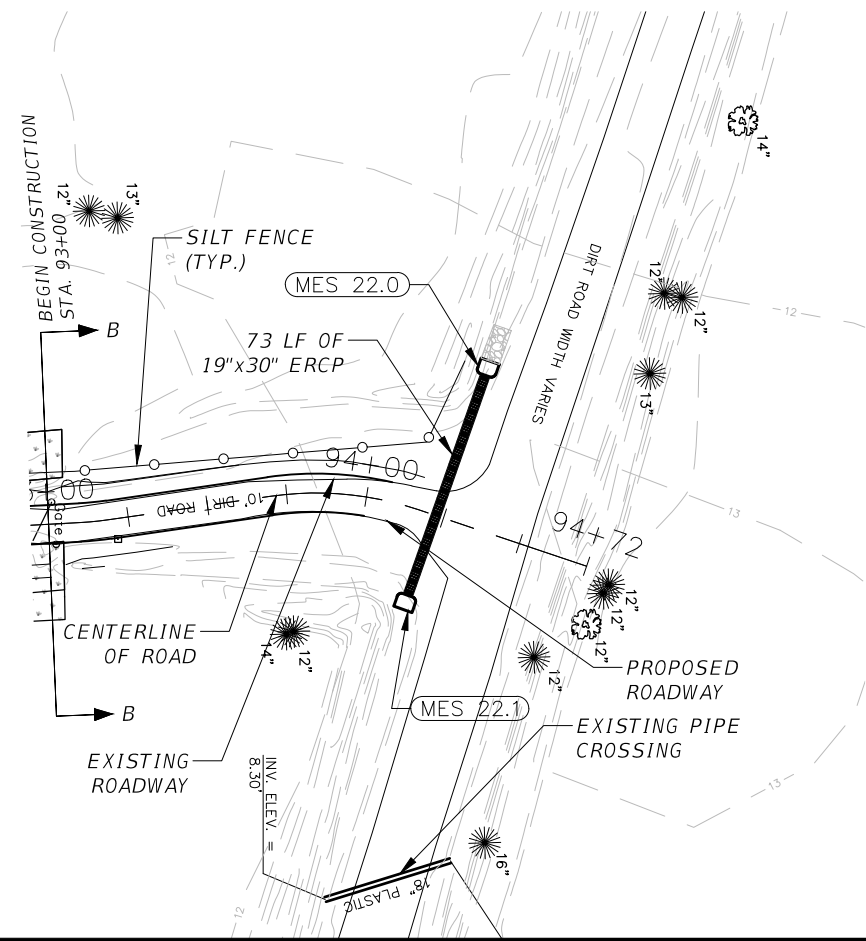 BEGIN CONSTRUCTION
STA. 93+00
12"
13"
14"
SILT FENCE
(TYP.)
12
MES 22.0
73 LF OF
19"x30" ERCP
B
DIRT ROAD WIDTH VARIES
12"
12"
12
13"
94+00
00
10' DIRT ROAD
Gate
13
94+72
12"
12"
12"
12"
CENTERLINE
OF ROAD
14"
12"
PROPOSED
ROADWAY
B
MES 22.1
EXISTING PIPE
CROSSING
EXISTING
ROADWAY
INV. ELEV. =
8.30'
13
16"
18" PLASTIC
12